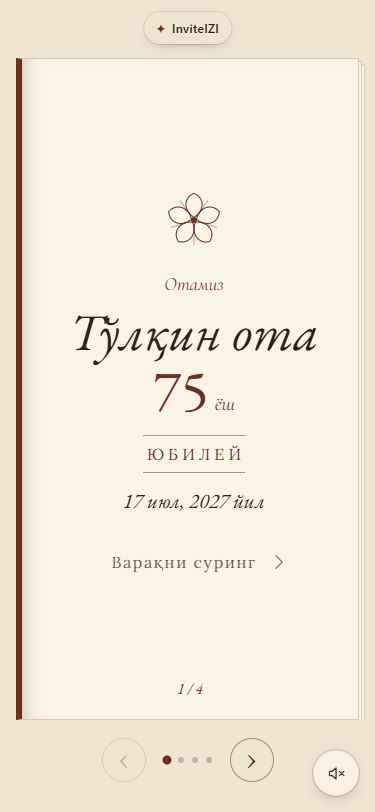 InviteIZI
Отамиз
Тўлқин ота
75 ёш
ЮБИЛЕЙ
17 июл, 2027 йил
Варақни суринг
1 / 4